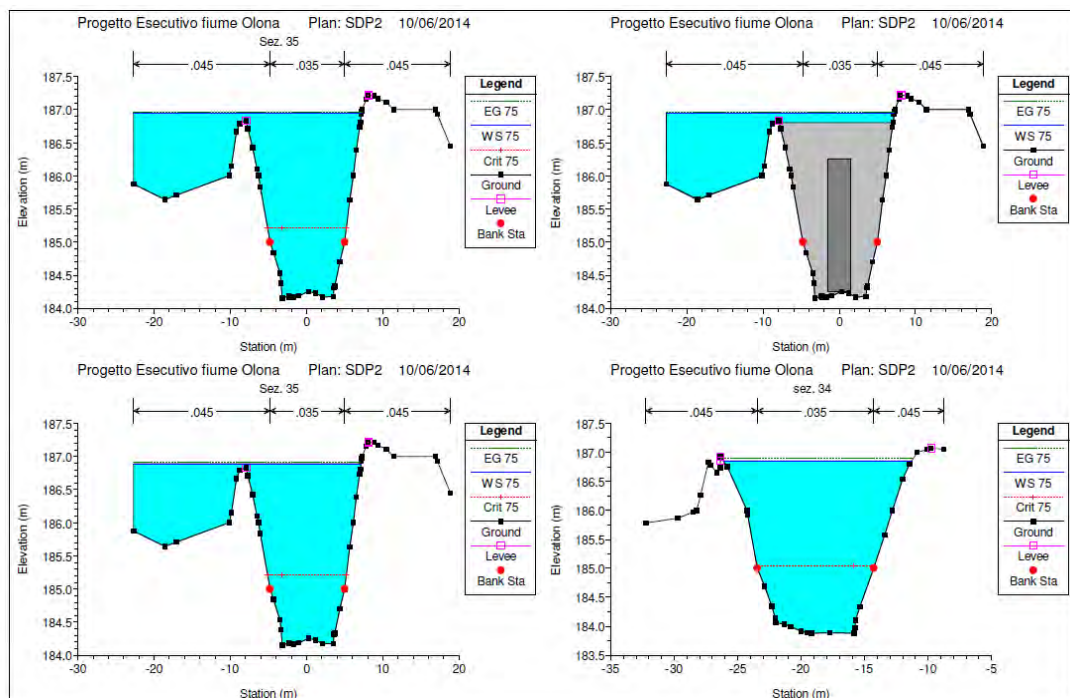 Progetto Esecutivo fiume Olona Plan: SDP2 10/06/2014
Sez. 35
.045 .035 .045
Legend
EG 75
WS 75
Crit 75
Ground
Levee
Bank Sta
Elevation (m)
187.5
187.0
186.5
186.0
185.5
185.0
184.5
184.0
-30 -20 -10 0 10 20
Station (m)
Progetto Esecutivo fiume Olona Plan: SDP2 10/06/2014
.045 .035 .045
Legend
EG 75
WS 75
Crit 75
Ground
Levee
Bank Sta
Elevation (m)
187.5
187.0
186.5
186.0
185.5
185.0
184.5
184.0
-30 -20 -10 0 10 20
Station (m)
Progetto Esecutivo fiume Olona Plan: SDP2 10/06/2014
Sez. 35
.045 .035 .045
Legend
EG 75
WS 75
Crit 75
Ground
Levee
Bank Sta
Elevation (m)
187.5
187.0
186.5
186.0
185.5
185.0
184.5
184.0
-30 -20 -10 0 10 20
Station (m)
Progetto Esecutivo fiume Olona Plan: SDP2 10/06/2014
sez. 34
.045 .035 .045
Legend
EG 75
WS 75
Crit 75
Ground
Levee
Bank Sta
Elevation (m)
187.5
187.0
186.5
186.0
185.5
185.0
184.5
184.0
183.5
-35 -30 -25 -20 -15 -10 -5
Station (m)